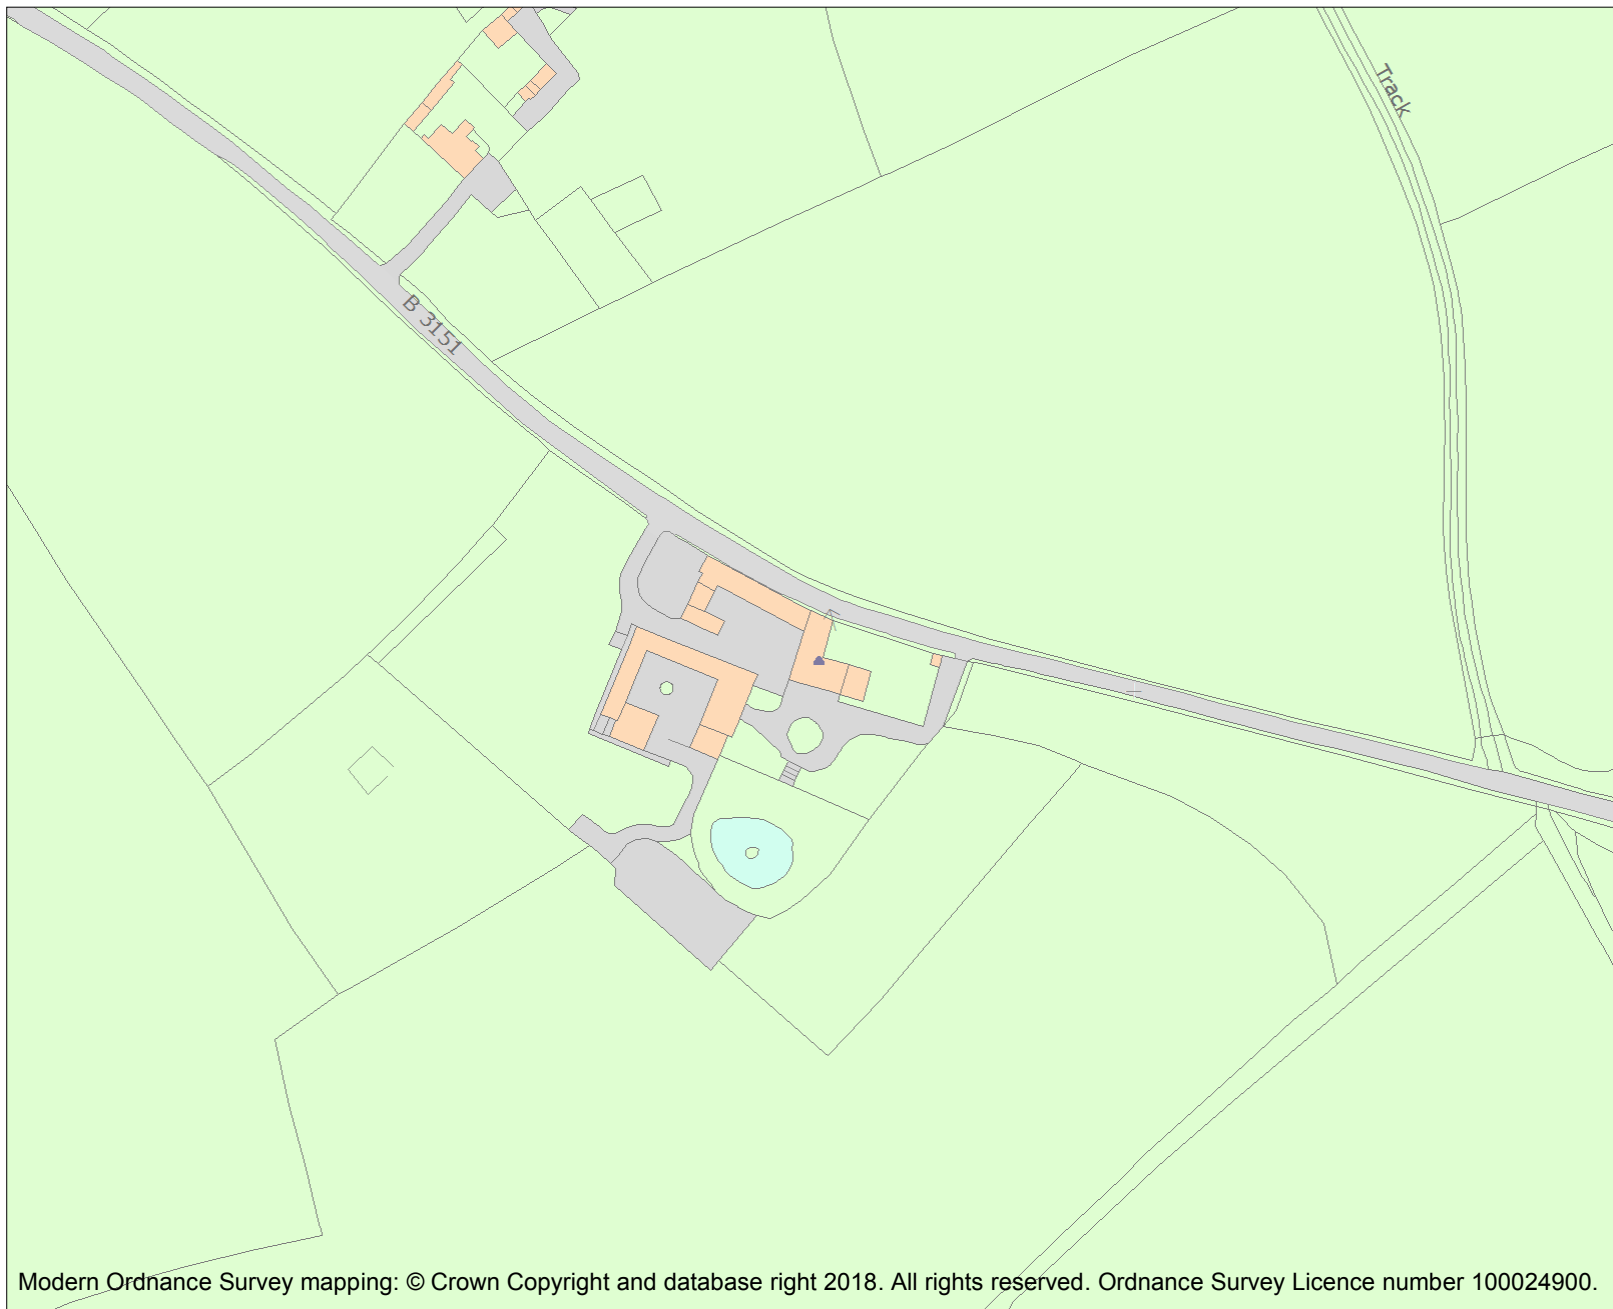 Track
B 3151
Modern Ordnance Survey mapping: © Crown Copyright and database right 2018. All rights reserved. Ordnance Survey Licence number 100024900.